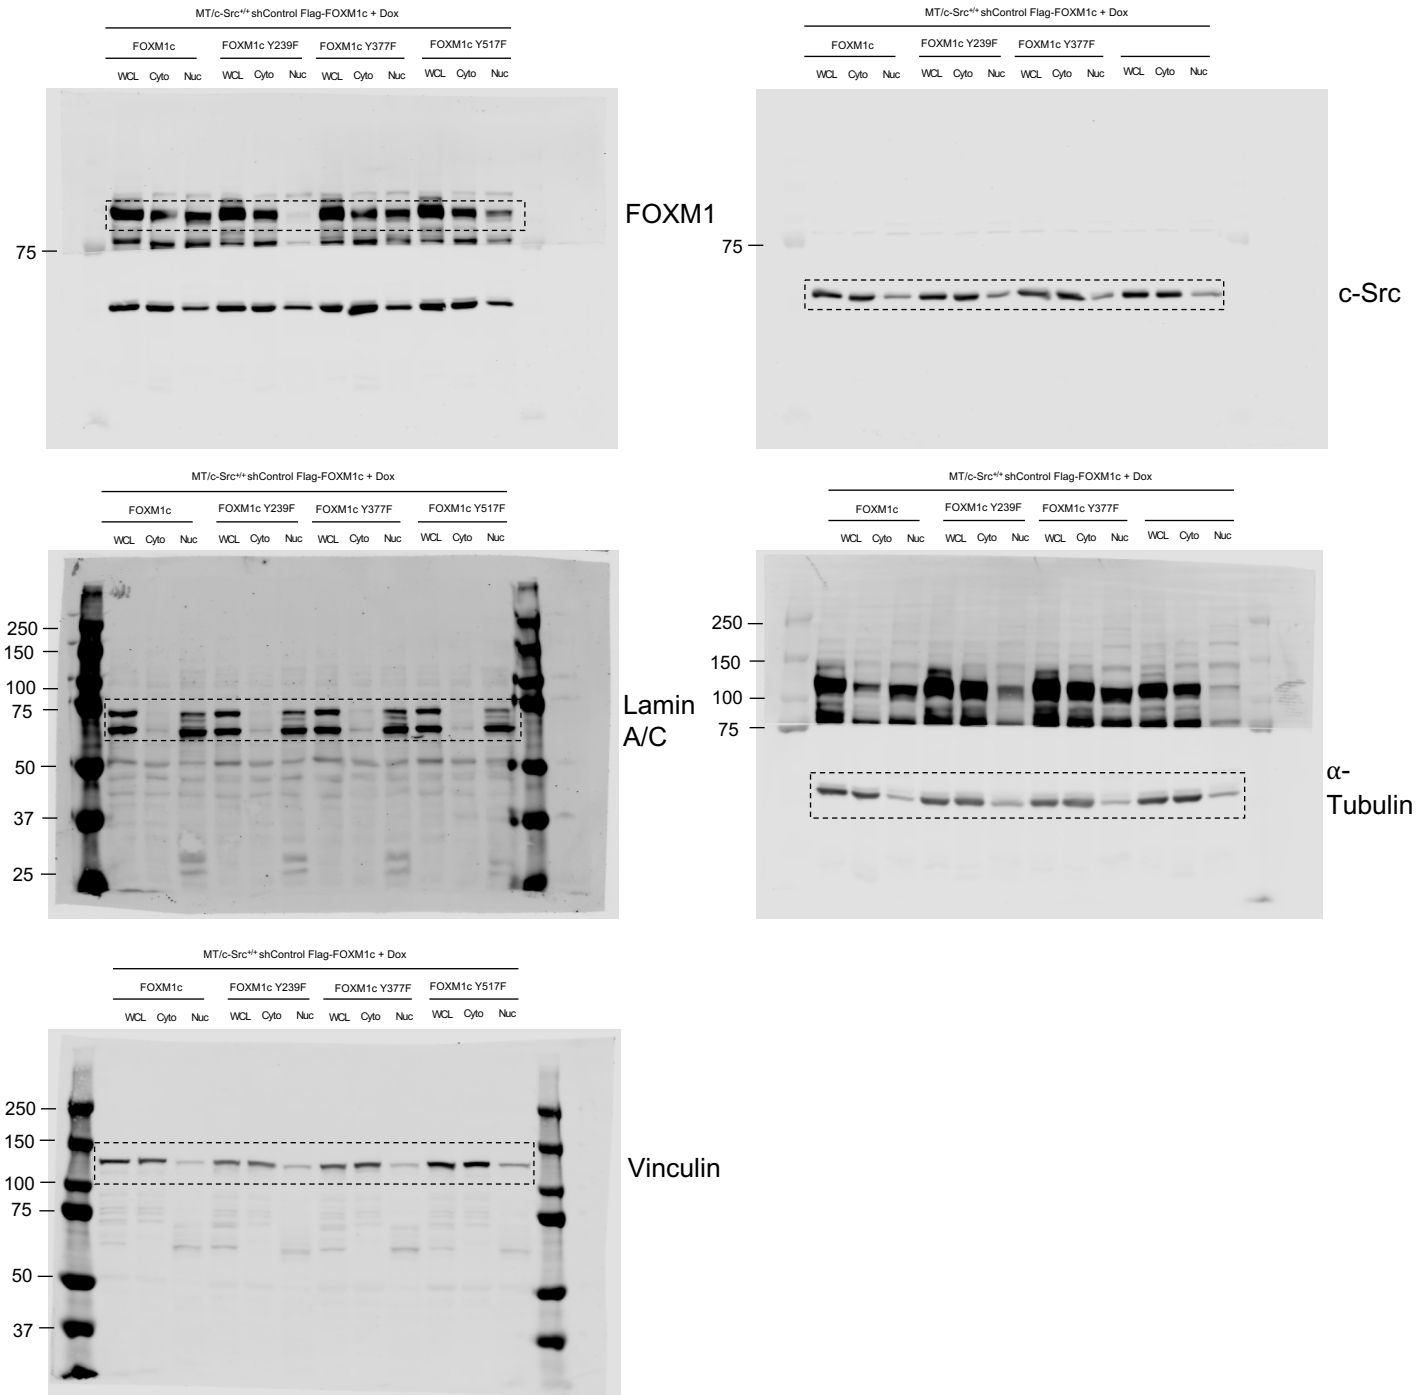 MT/c-Src+/+ shControl Flag-FOXM1c + Dox
FOXM1c FOXM1c Y239F FOXM1c Y377F FOXM1c Y517F
WCL Cyto Nuc WCL Cyto Nuc WCL Cyto Nuc WCL Cyto Nuc
75
FOXM1
MT/c-Src+/+ shControl Flag-FOXM1c + Dox
FOXM1c FOXM1c Y239F FOXM1c Y377F
WCL Cyto Nuc WCL Cyto Nuc WCL Cyto Nuc WCL Cyto Nuc
75
c-Src
MT/c-Src+/+ shControl Flag-FOXM1c + Dox
FOXM1c FOXM1c Y239F FOXM1c Y377F FOXM1c Y517F
WCL Cyto Nuc WCL Cyto Nuc WCL Cyto Nuc WCL Cyto Nuc
250
150
100
75
50
37
25
Lamin
A/C
MT/c-Src+/+ shControl Flag-FOXM1c + Dox
FOXM1c FOXM1c Y239F FOXM1c Y377F
WCL Cyto Nuc WCL Cyto Nuc WCL Cyto Nuc WCL Cyto Nuc
250
150
100
75
α-
Tubulin
MT/c-Src+/+ shControl Flag-FOXM1c + Dox
FOXM1c FOXM1c Y239F FOXM1c Y377F FOXM1c Y517F
WCL Cyto Nuc WCL Cyto Nuc WCL Cyto Nuc WCL Cyto Nuc
250
150
100
75
50
37
Vinculin